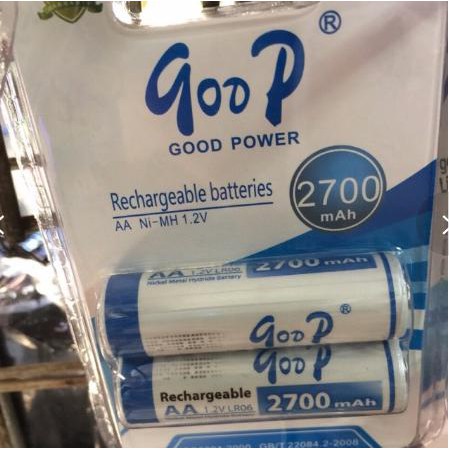 gooP®
GOOD POWER
Rechargeable batteries
AA Ni-MH 1.2V
2700
mAh
AA 1.2V LR06 2700 mAh
Nickel Metal Hydride Battery
gooP®
gooP
Rechargeable
AA 1.2V LR06 2700 mAh
GB/T 22084.2-2008